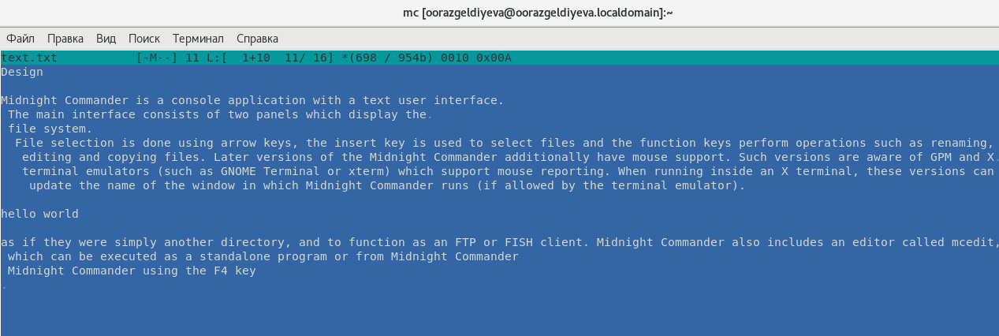 mc [oorazgeldiyeva@oorazgeldiyeva.localdomain]:~
Файл Правка Вид Поиск Терминал Справка
text.txt [-M--] 11 L:[ 1+10 11/ 16] *(698 / 954b) 0010 0x00A
Design
Midnight Commander is a console application with a text user interface.
The main interface consists of two panels which display the.
file system.
File selection is done using arrow keys, the insert key is used to select files and the function keys perform operations such as renaming,
editing and copying files. Later versions of the Midnight Commander additionally have mouse support. Such versions are aware of GPM and X.
terminal emulators (such as GNOME Terminal or xterm) which support mouse reporting. When running inside an X terminal, these versions can
update the name of the window in which Midnight Commander runs (if allowed by the terminal emulator).
hello world
as if they were simply another directory, and to function as an FTP or FISH client. Midnight Commander also includes an editor called mcedit,
which can be executed as a standalone program or from Midnight Commander
Midnight Commander using the F4 key
.